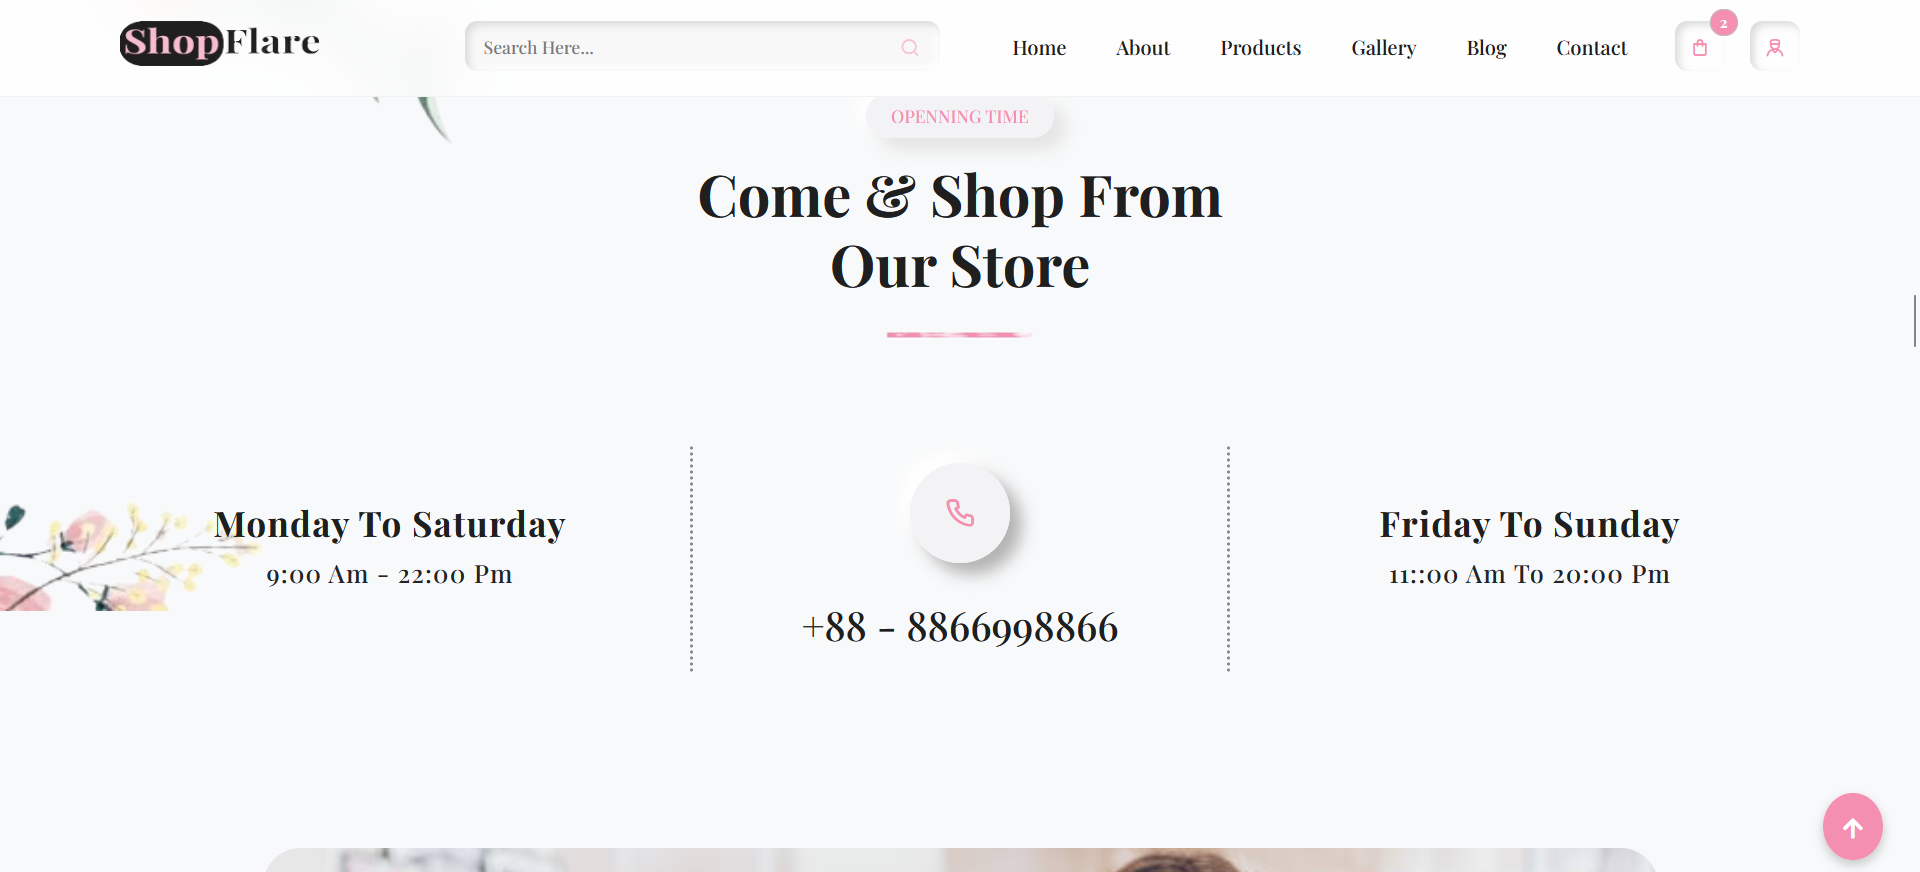 ShopFlare
Search Here...
Home
About
Products
Gallery
Blog
Contact
2
OPENNING TIME
Come & Shop From
Our Store
Monday To Saturday
9:00 Am - 22:00 Pm
+88 - 8866998866
Friday To Sunday
11::00 Am To 20:00 Pm